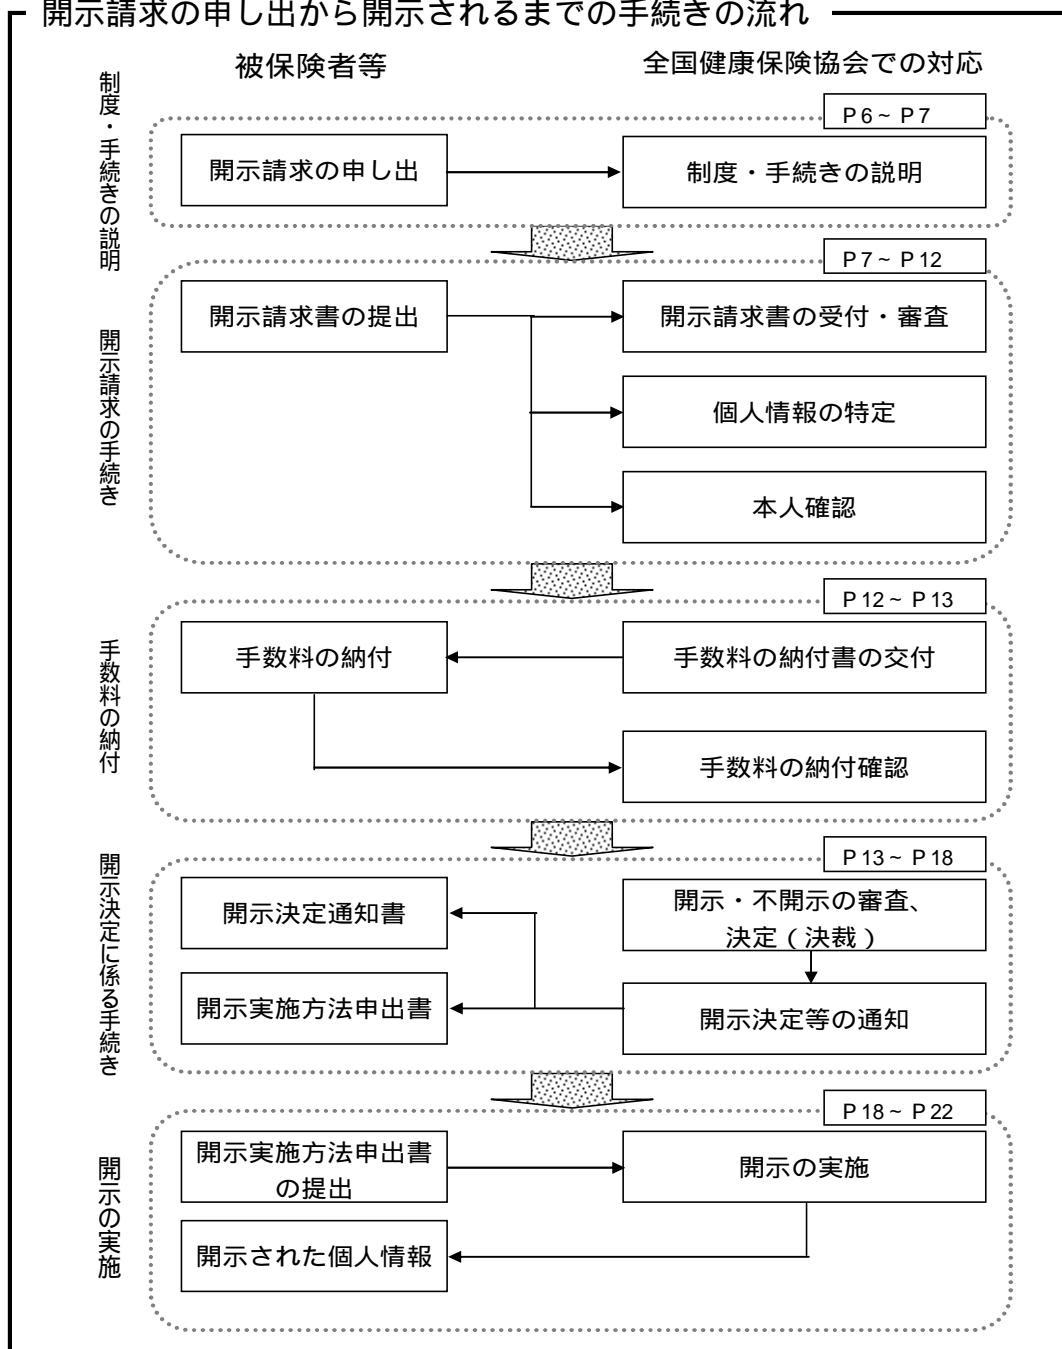 開示請求の申し出から開示されるまでの手続きの流れ
被保険者等
全国健康保険協会での対応
制度・手続きの説明
P6~P7
開示請求の申し出
制度・手続きの説明
開示請求の手続き
P7~P12
開示請求書の提出
開示請求書の受付・審査
個人情報の特定
本人確認
手数料の納付
P12~P13
手数料の納付
手数料の納付書の交付
手数料の納付確認
開示決定に係る手続き
P13~P18
開示決定通知書
開示・不開示の審査、
決定(決裁)
開示実施方法申出書
開示決定等の通知
開示の実施
P18~P22
開示実施方法申出書
の提出
開示の実施
開示された個人情報